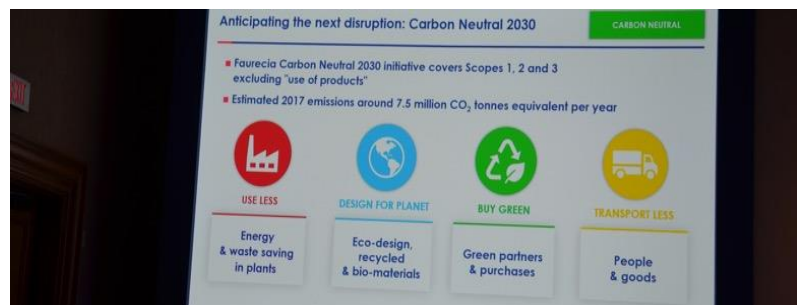 Anticipating the next disruption: Carbon Neutral 2030
CARBON NEUTRAL
Faurecia Carbon Neutral 2030 initiative covers Scopes 1, 2 and 3
excluding "use of products"
Estimated 2017 emissions around 7.5 million CO₂ tonnes equivalent per year
USE LESS
DESIGN FOR PLANET
BUY GREEN
TRANSPORT LESS
Energy
& waste saving
in plants
Eco-design,
recycled
& bio-materials
Green partners
& purchases
People
& goods
EXIT